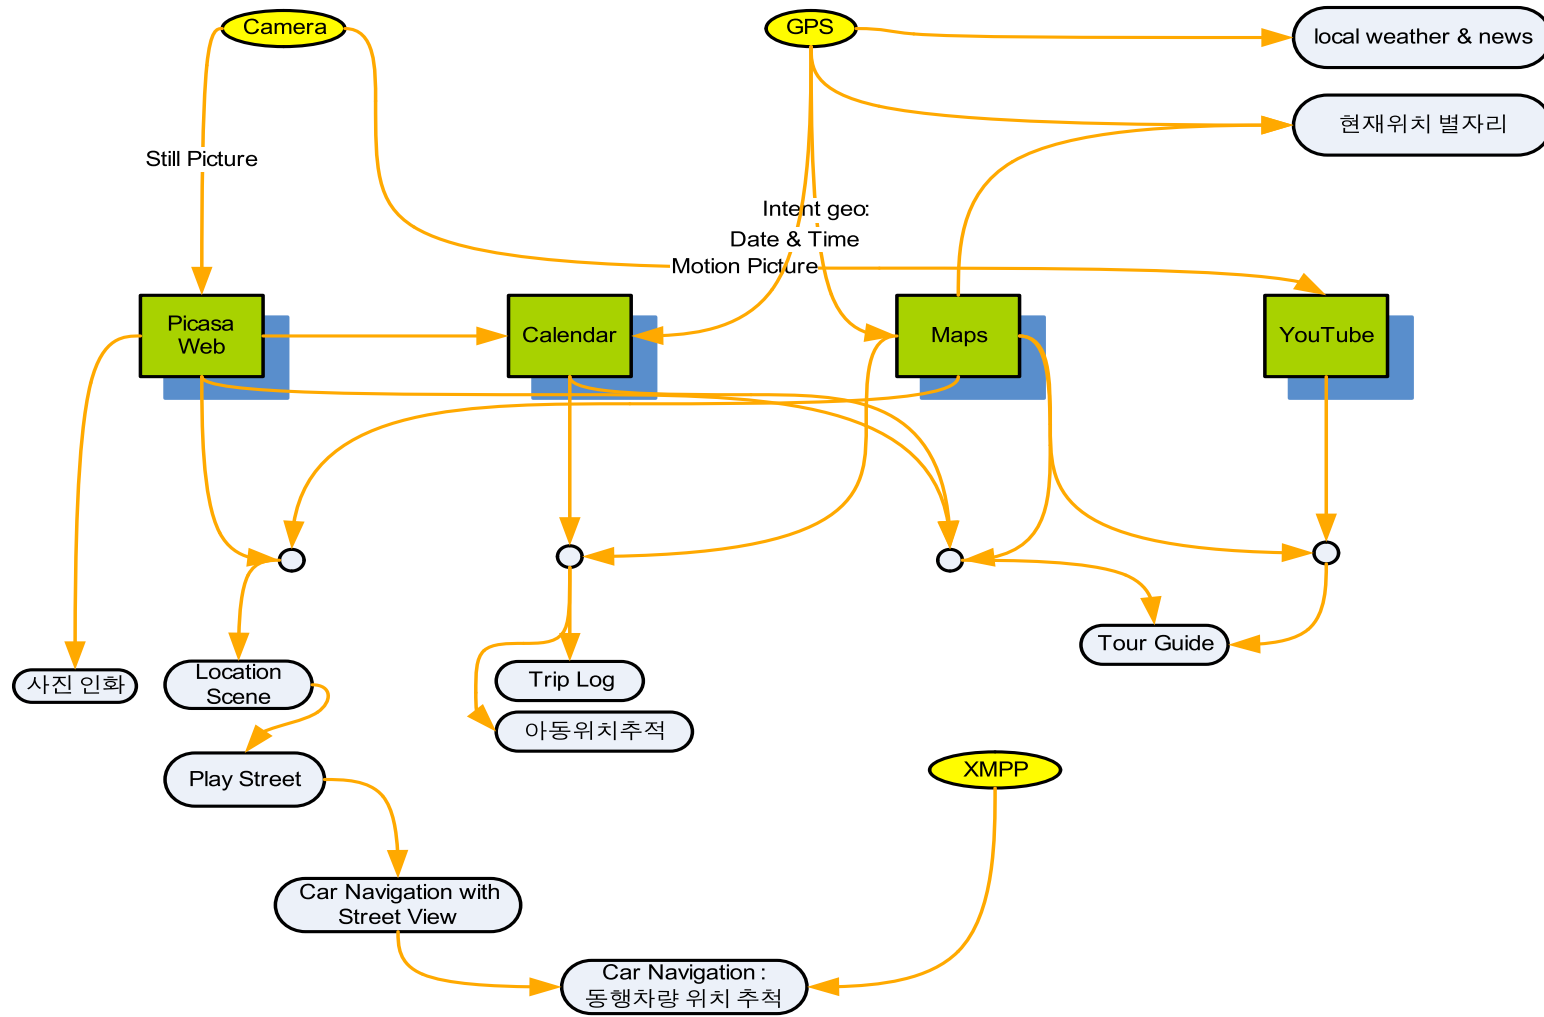 Camera
GPS
local weather & news
현재위치 별자리
Still Picture
Intent geo:
Date & Time
Motion Picture
Picasa
Web
Calendar
Maps
YouTube
사진 인화
Location
Scene
Trip Log
Tour Guide
아동위치추적
Play Street
XMPP
Car Navigation with
Street View
Car Navigation :
동행차량 위치 추척